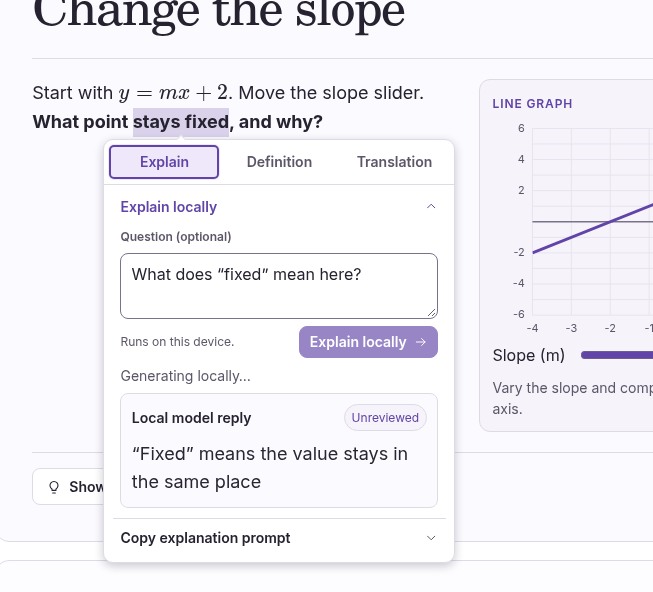 Change the slope
Start with y = mx + 2. Move the slope slider.
What point stays fixed, and why?
Explain
Definition
Translation
Explain locally
Question (optional)
What does “fixed” mean here?
Runs on this device.
Explain locally →
Generating locally...
Local model reply
Unreviewed
“Fixed” means the value stays in
the same place
Copy explanation prompt
Show
LINE GRAPH
6
4
2
-2
-4
-6
-4
-3
-2
-1
Slope (m)
Vary the slope and comp
axis.